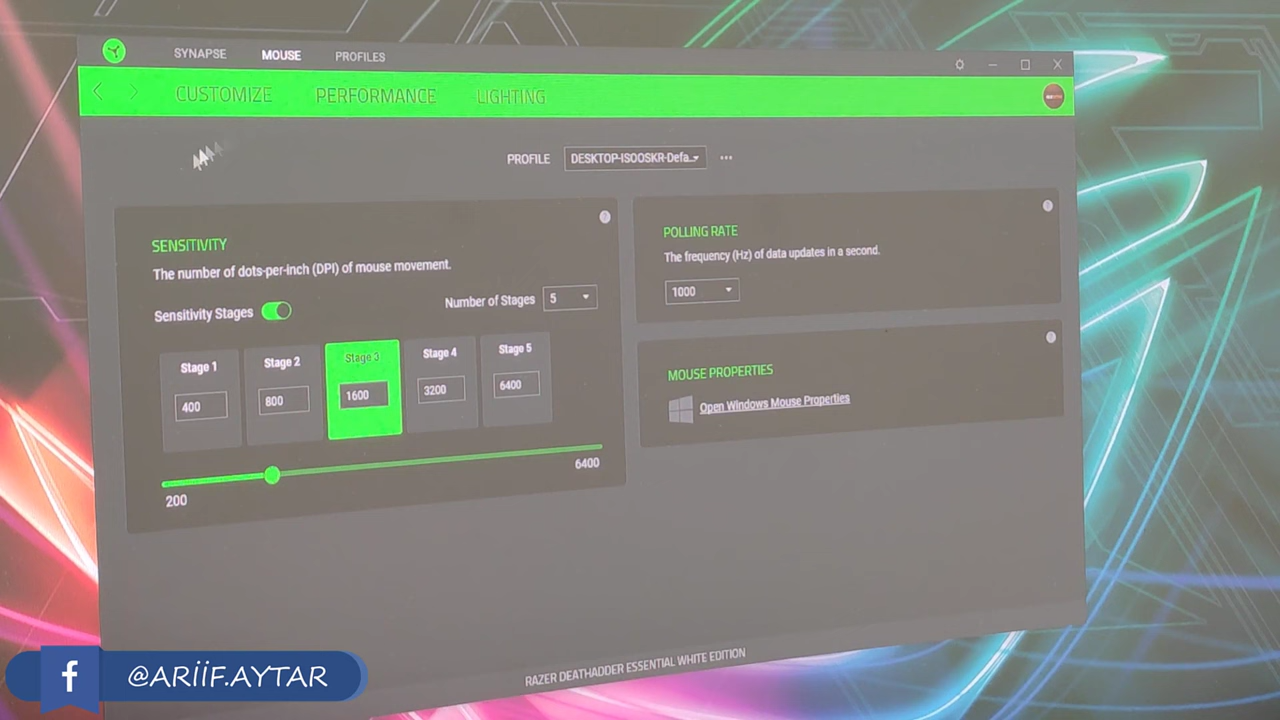 SYNAPSE MOUSE PROFILES
CUSTOMIZE PERFORMANCE LIGHTING
PROFILE DESKTOP-ISOOSKR-Defa...
SENSITIVITY
The number of dots-per-inch (DPI) of mouse movement.
Sensitivity Stages
Number of Stages 5
Stage 1 Stage 2 Stage 3 Stage 4 Stage 5
400 800 1600 3200 6400
200 6400
POLLING RATE
The frequency (Hz) of data updates in a second.
1000
MOUSE PROPERTIES
Open Windows Mouse Properties
RAZER DEATHADDER ESSENTIAL WHITE EDITION
f @ARİİF.AYTAR